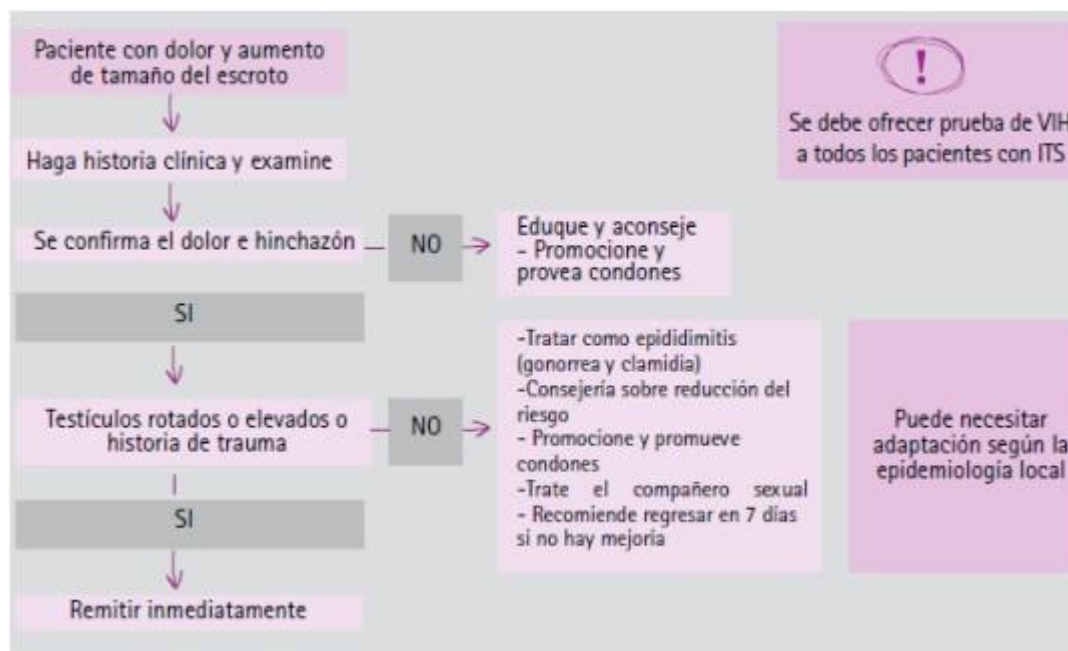 Paciente con dolor y aumento
de tamaño del escroto
!
Se debe ofrecer prueba de VIH
a todos los pacientes con ITS
Haga historia clínica y examine
Se confirma el dolor e hinchazón
NO
Eduque y aconseje
- Promocione y
provea condones
SI
Testículos rotados o elevados o
historia de trauma
NO
-Tratar como epididimitis
(gonorrea y clamidia)
-Consejería sobre reducción del
riesgo
- Promocione y promueve
condones
-Trate el compañero sexual
- Recomiende regresar en 7 días
si no hay mejoría
Puede necesitar
adaptación según la
epidemiología local
SI
Remitir inmediatamente